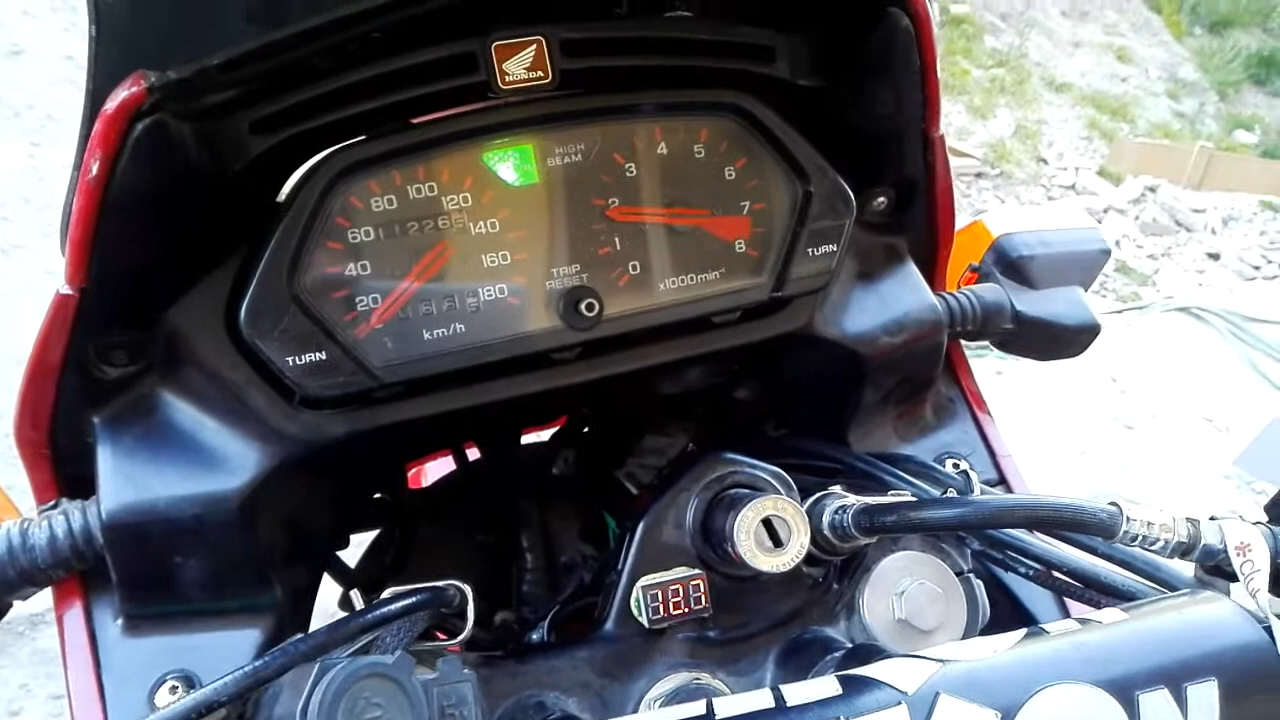 HONDA
HIGH
BEAM
20
40
60
80
100
120
140
160
180
km/h
TRIP
RESET
0
1
2
3
4
5
6
7
8
x1000min⁻¹
TURN
TURN
12.7